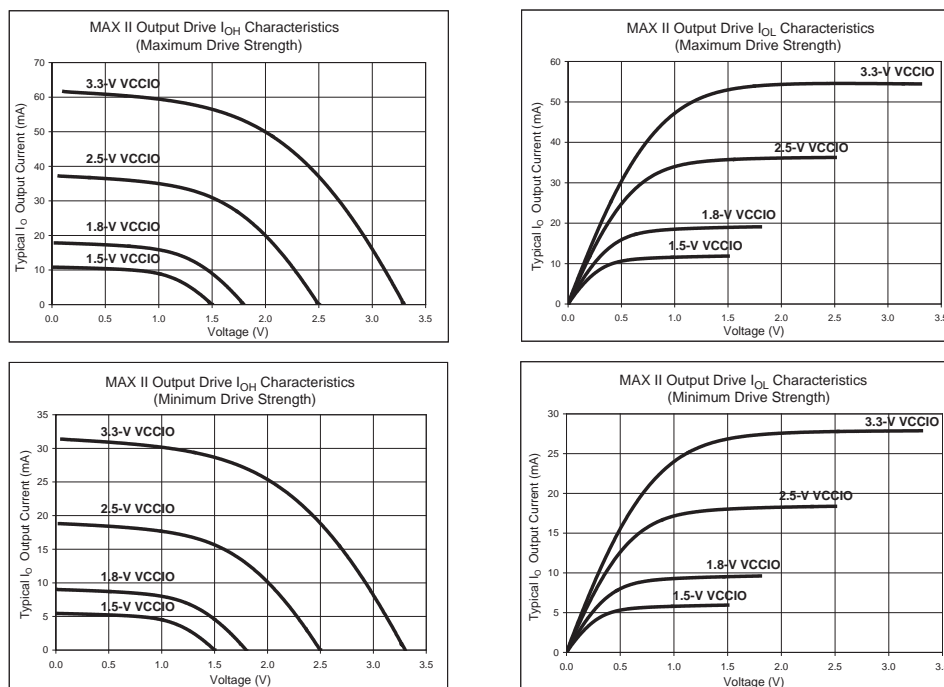 MAX II Output Drive IOH Characteristics
(Maximum Drive Strength)
70
60
50
40
30
20
10
0
Typical IO Output Current (mA)
3.3-V VCCIO
2.5-V VCCIO
1.8-V VCCIO
1.5-V VCCIO
0.0 0.5 1.0 1.5 2.0 2.5 3.0 3.5
Voltage (V)
MAX II Output Drive IOL Characteristics
(Maximum Drive Strength)
60
50
40
30
20
10
0
Typical IO Output Current (mA)
3.3-V VCCIO
2.5-V VCCIO
1.8-V VCCIO
1.5-V VCCIO
0.0 0.5 1.0 1.5 2.0 2.5 3.0 3.5
Voltage (V)
MAX II Output Drive IOH Characteristics
(Minimum Drive Strength)
35
30
25
20
15
10
5
0
Typical IO Output Current (mA)
3.3-V VCCIO
2.5-V VCCIO
1.8-V VCCIO
1.5-V VCCIO
0.0 0.5 1.0 1.5 2.0 2.5 3.0 3.5
Voltage (V)
MAX II Output Drive IOL Characteristics
(Minimum Drive Strength)
30
25
20
15
10
5
0
Typical IO Output Current (mA)
3.3-V VCCIO
2.5-V VCCIO
1.8-V VCCIO
1.5-V VCCIO
0.0 0.5 1.0 1.5 2.0 2.5 3.0 3.5
Voltage (V)